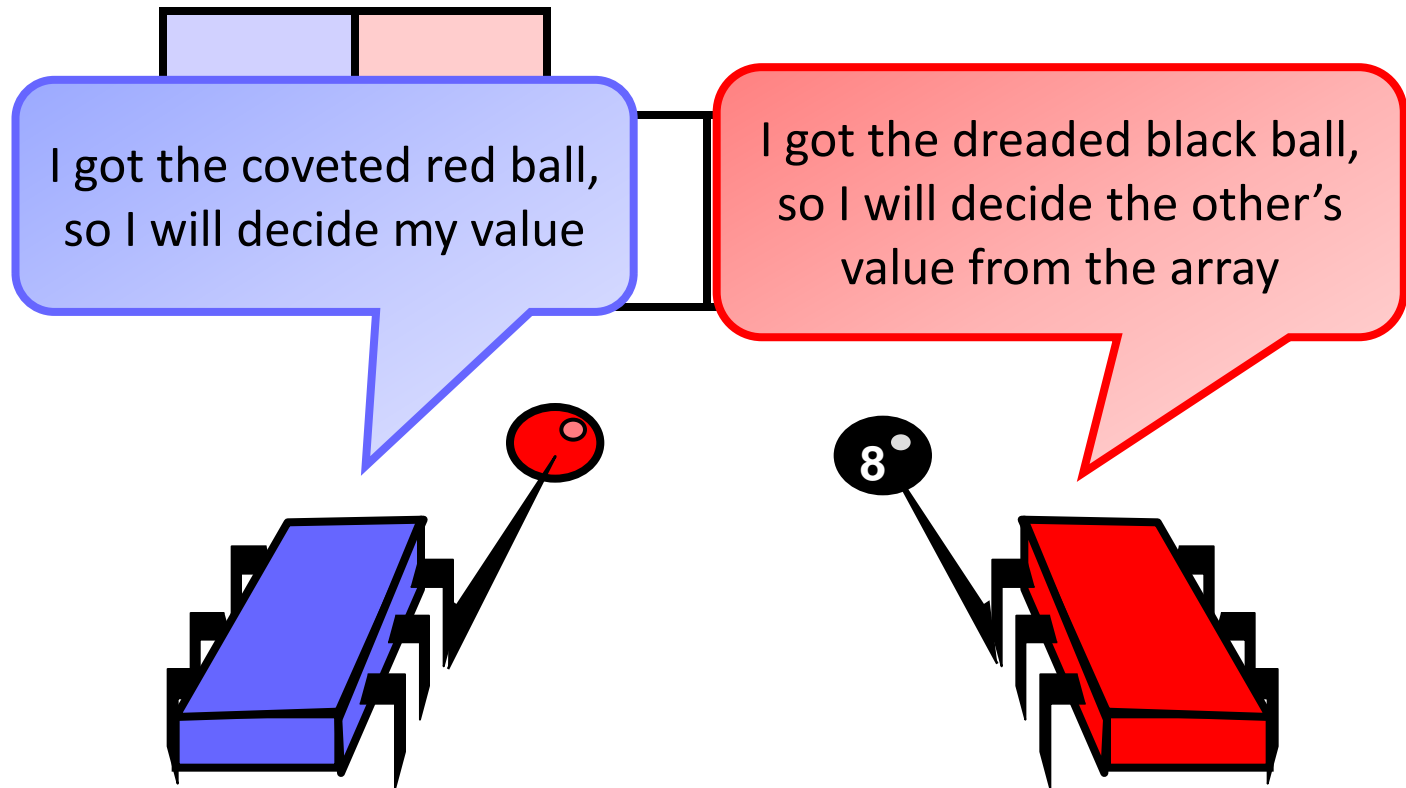 I got the coveted red ball,
so I will decide my value
I got the dreaded black ball,
so I will decide the other’s
value from the array
8